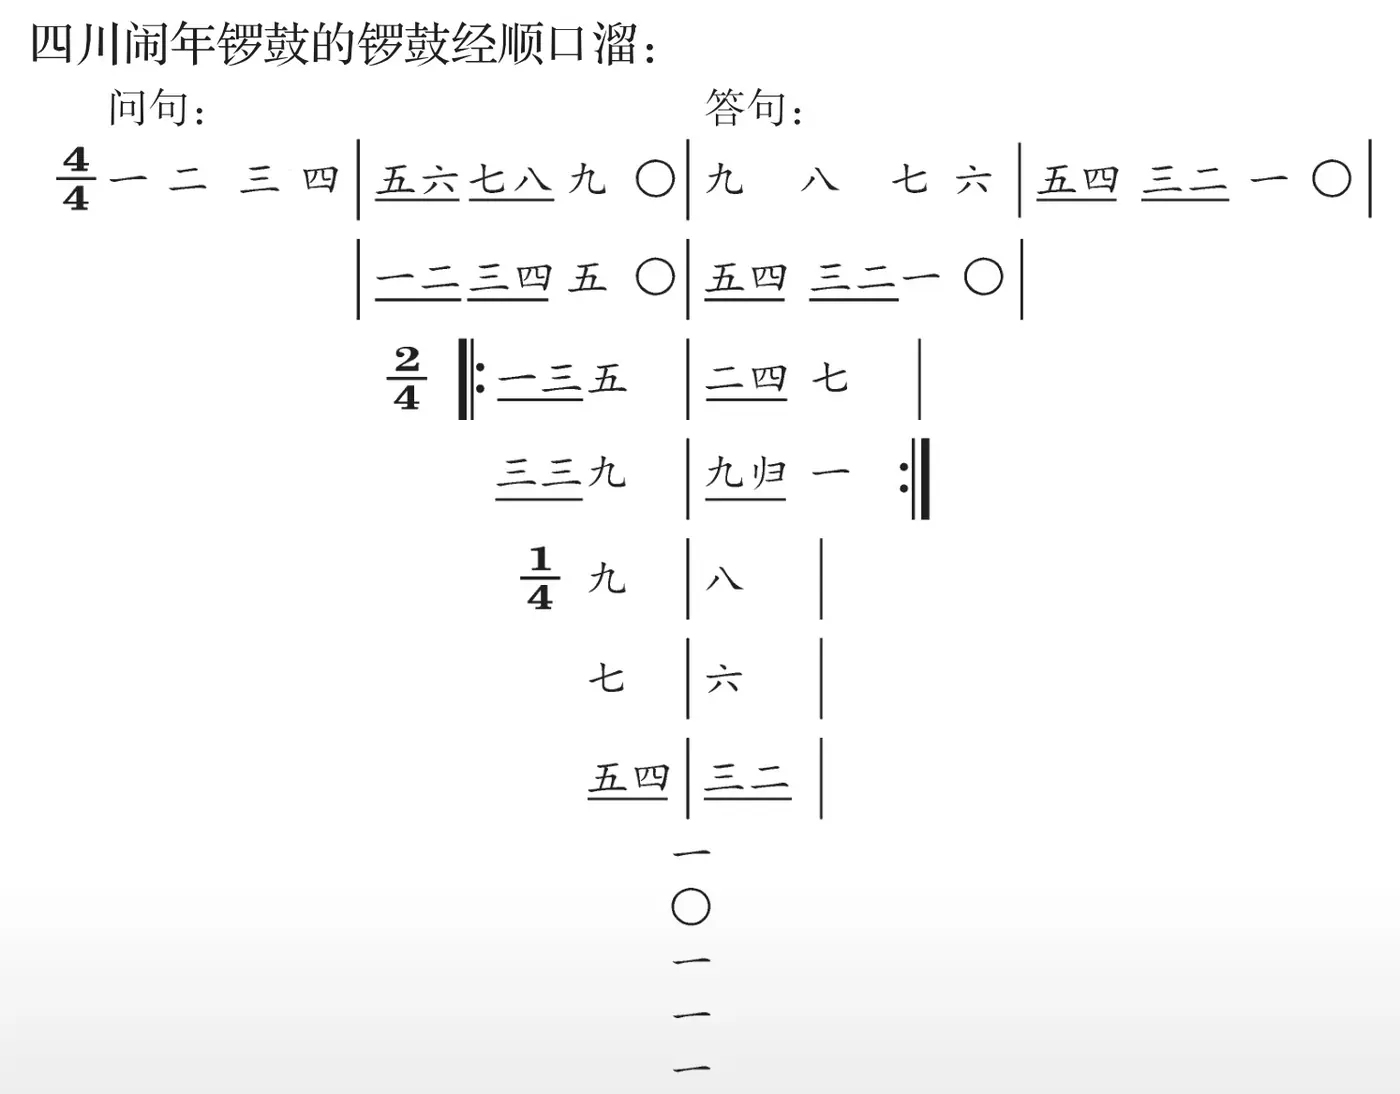 四川闹年锣鼓的锣鼓经顺口溜：
问句： 答句：
4/4 一 二 三 四 | 五六 七八 九 ○ | 九 八 七 六 | 五四 三二 一 ○ |
| 一二 三四 五 ○ | 五四 三二 一 ○ |
2/4 ‖: 一三 五 | 二四 七 |
三三 九 | 九归 一 :‖
1/4 九 | 八 |
七 | 六 |
五四 | 三二 |
一
○
一
一
一